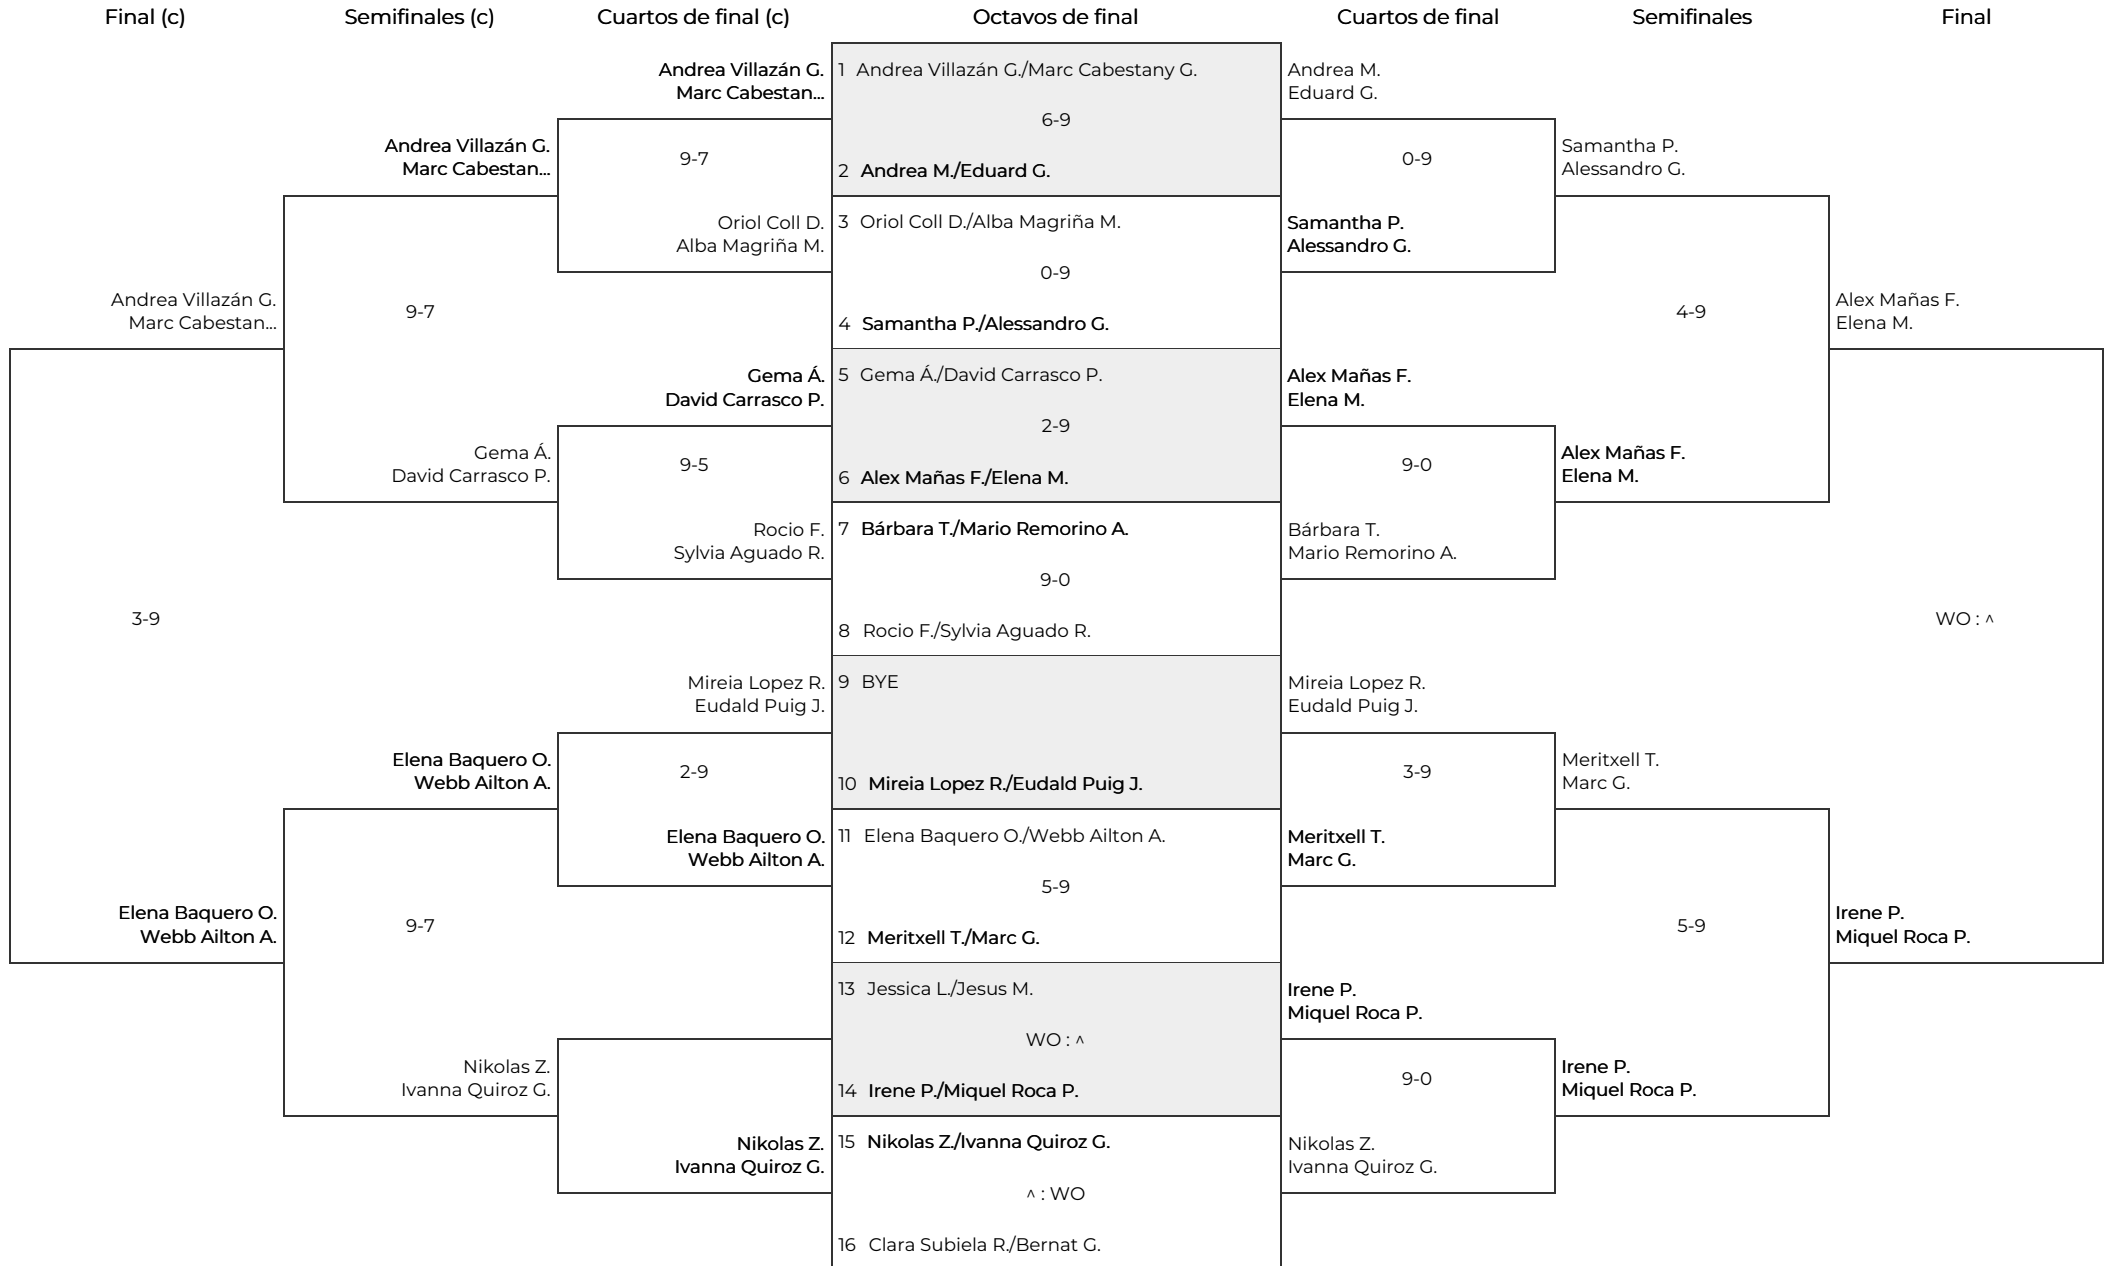 Final (c)
Semifinales (c)
Cuartos de final (c)
Octavos de final
Cuartos de final
Semifinales
Final
Andrea Villazán G.
Marc Cabestan...
3-9
Elena Baquero O.
Webb Ailton A.
Andrea Villazán G.
Marc Cabestan...
9-7
Gema Á.
David Carrasco P.
Elena Baquero O.
Webb Ailton A.
9-7
Nikolas Z.
Ivanna Quiroz G.
Andrea Villazán G.
Marc Cabestan...
9-7
Oriol Coll D.
Alba Magriña M.
Gema Á.
David Carrasco P.
9-5
Rocio F.
Sylvia Aguado R.
Mireia Lopez R.
Eudald Puig J.
2-9
Elena Baquero O.
Webb Ailton A.
Nikolas Z.
Ivanna Quiroz G.
1 Andrea Villazán G./Marc Cabestany G.
6-9
2 Andrea M./Eduard G.
3 Oriol Coll D./Alba Magriña M.
0-9
4 Samantha P./Alessandro G.
5 Gema Á./David Carrasco P.
2-9
6 Alex Mañas F./Elena M.
7 Bárbara T./Mario Remorino A.
9-0
8 Rocio F./Sylvia Aguado R.
9 BYE
10 Mireia Lopez R./Eudald Puig J.
11 Elena Baquero O./Webb Ailton A.
5-9
12 Meritxell T./Marc G.
13 Jessica L./Jesus M.
WO : ^
14 Irene P./Miquel Roca P.
15 Nikolas Z./Ivanna Quiroz G.
^ : WO
16 Clara Subiela R./Bernat G.
Andrea M.
Eduard G.
0-9
Samantha P.
Alessandro G.
Alex Mañas F.
Elena M.
9-0
Bárbara T.
Mario Remorino A.
Mireia Lopez R.
Eudald Puig J.
3-9
Meritxell T.
Marc G.
Irene P.
Miquel Roca P.
9-0
Nikolas Z.
Ivanna Quiroz G.
Samantha P.
Alessandro G.
4-9
Alex Mañas F.
Elena M.
Meritxell T.
Marc G.
5-9
Irene P.
Miquel Roca P.
Alex Mañas F.
Elena M.
WO : ^
Irene P.
Miquel Roca P.